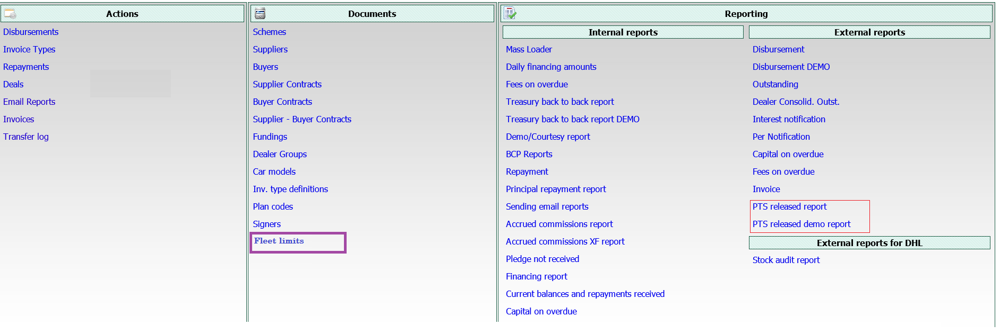 Actions
Disbursements
Invoice Types
Repayments
Deals
Email Reports
Invoices
Transfer log
Documents
Schemes
Suppliers
Buyers
Supplier Contracts
Buyer Contracts
Supplier - Buyer Contracts
Fundings
Dealer Groups
Car models
Inv. type definitions
Plan codes
Signers
Fleet limits
Reporting
Internal reports
Mass Loader
Daily financing amounts
Fees on overdue
Treasury back to back report
Treasury back to back report DEMO
Demo/Courtesy report
BCP Reports
Repayment
Principal repayment report
Sending email reports
Accrued commissions report
Accrued commissions XF report
Pledge not received
Financing report
Current balances and repayments received
Capital on overdue
External reports
Disbursement
Disbursement DEMO
Outstanding
Dealer Consolid. Outst.
Interest notification
Per Notification
Capital on overdue
Fees on overdue
Invoice
PTS released report
PTS released demo report
External reports for DHL
Stock audit report